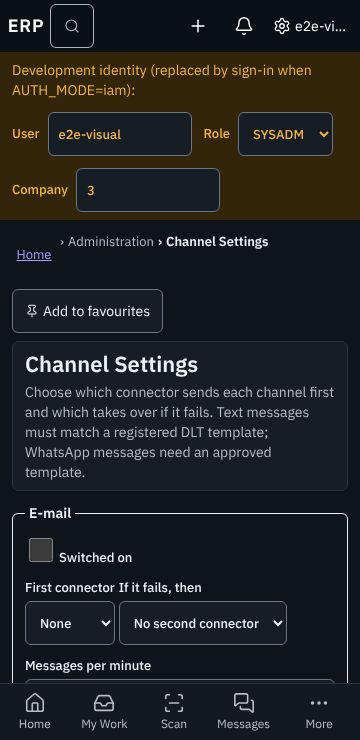 ERP
e2e-vi...
Development identity (replaced by sign-in when
AUTH_MODE=iam):
User e2e-visual Role SYSADM
Company 3
Home › Administration › Channel Settings
Add to favourites
Channel Settings
Choose which connector sends each channel first
and which takes over if it fails. Text messages
must match a registered DLT template;
WhatsApp messages need an approved
template.
E-mail
Switched on
First connector If it fails, then
None No second connector
Messages per minute
Home My Work Scan Messages More